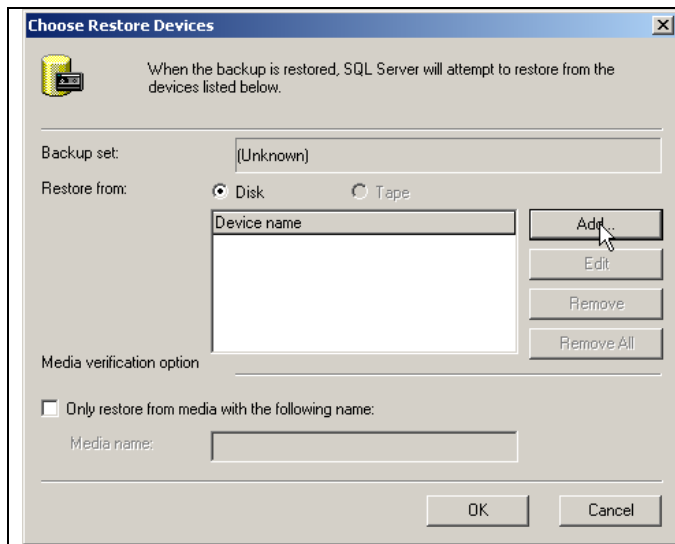 Choose Restore Devices
When the backup is restored, SQL Server will attempt to restore from the
devices listed below.
Backup set:
(Unknown)
Restore from:
Disk
Tape
Device name
Add...
Edit
Remove
Remove All
Media verification option
Only restore from media with the following name:
Media name:
OK
Cancel